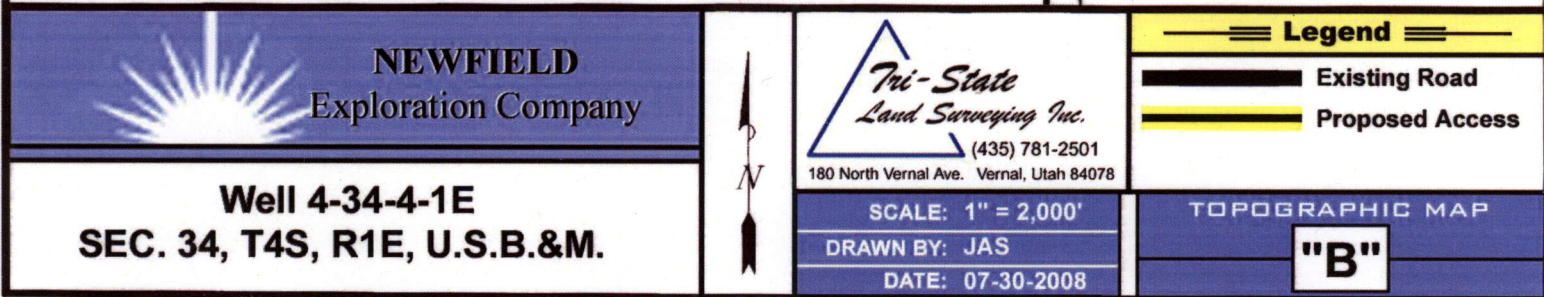 NEWFIELD
Exploration Company
Well 4-34-4-1E
SEC. 34, T4S, R1E, U.S.B.&M.
N
Tri-State
Land Surveying Inc.
(435) 781-2501
180 North Vernal Ave. Vernal, Utah 84078
SCALE: 1" = 2,000'
DRAWN BY: JAS
DATE: 07-30-2008
Legend
Existing Road
Proposed Access
TOPOGRAPHIC MAP
"B"